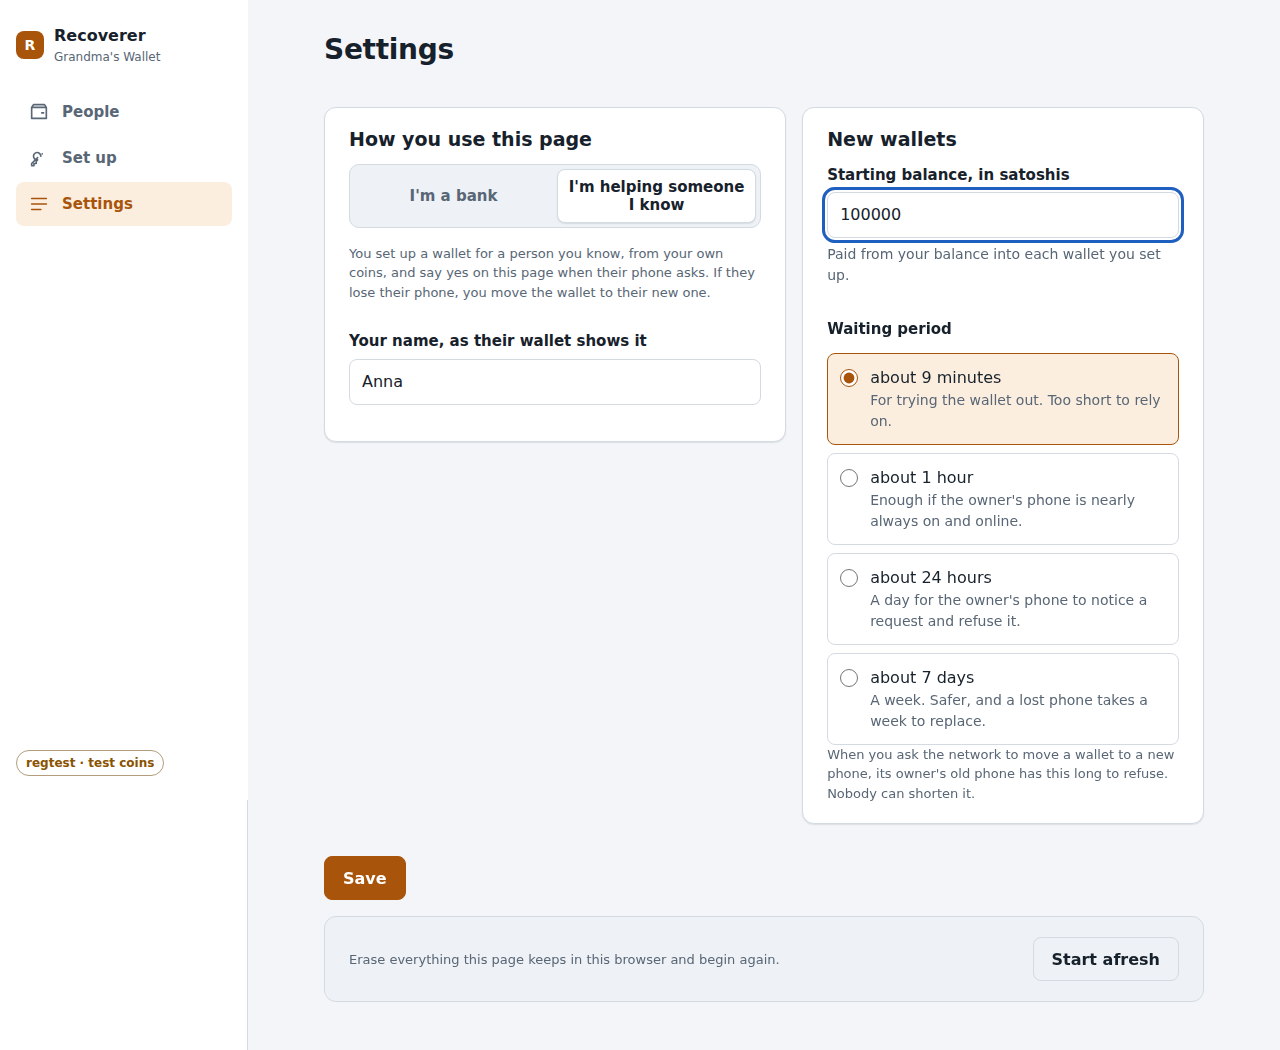 R
Recoverer
Grandma's Wallet
People
Set up
Settings
regtest · test coins
Settings
How you use this page
I'm a bank
I'm helping someone
I know
You set up a wallet for a person you know, from your own
coins, and say yes on this page when their phone asks. If they
lose their phone, you move the wallet to their new one.
Your name, as their wallet shows it
Anna
New wallets
Starting balance, in satoshis
100000
Paid from your balance into each wallet you set
up.
Waiting period
about 9 minutes
For trying the wallet out. Too short to rely
on.
about 1 hour
Enough if the owner's phone is nearly
always on and online.
about 24 hours
A day for the owner's phone to notice a
request and refuse it.
about 7 days
A week. Safer, and a lost phone takes a
week to replace.
When you ask the network to move a wallet to a new
phone, its owner's old phone has this long to refuse.
Nobody can shorten it.
Save
Erase everything this page keeps in this browser and begin again.
Start afresh